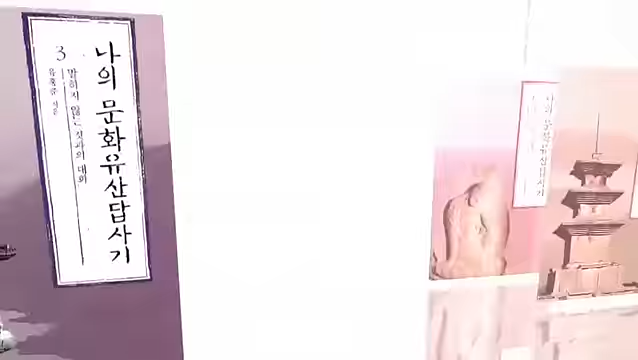 나의 문화유산답사기
3
말하지 않는 것과의 대화
유홍준 지음
나의 문화유산답사기